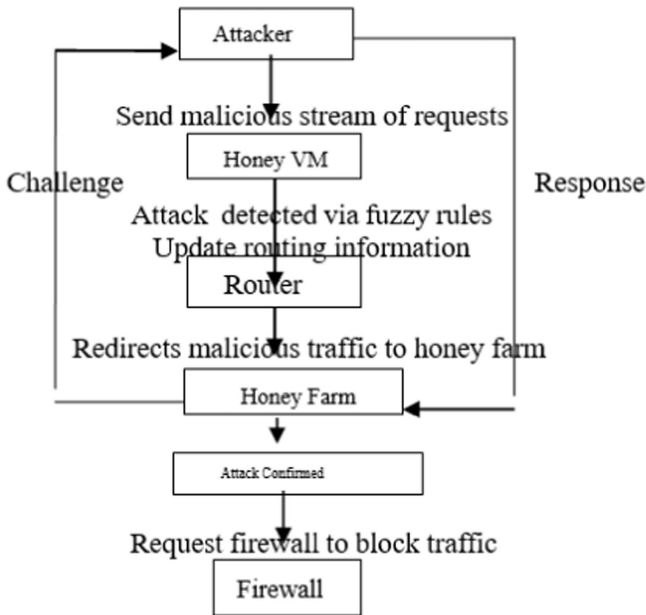 Attacker
Send malicious stream of requests
Honey VM
Challenge
Response
Attack detected via fuzzy rules
Update routing information
Router
Redirects malicious traffic to honey farm
Honey Farm
Attack Confirmed
Request firewall to block traffic
Firewall